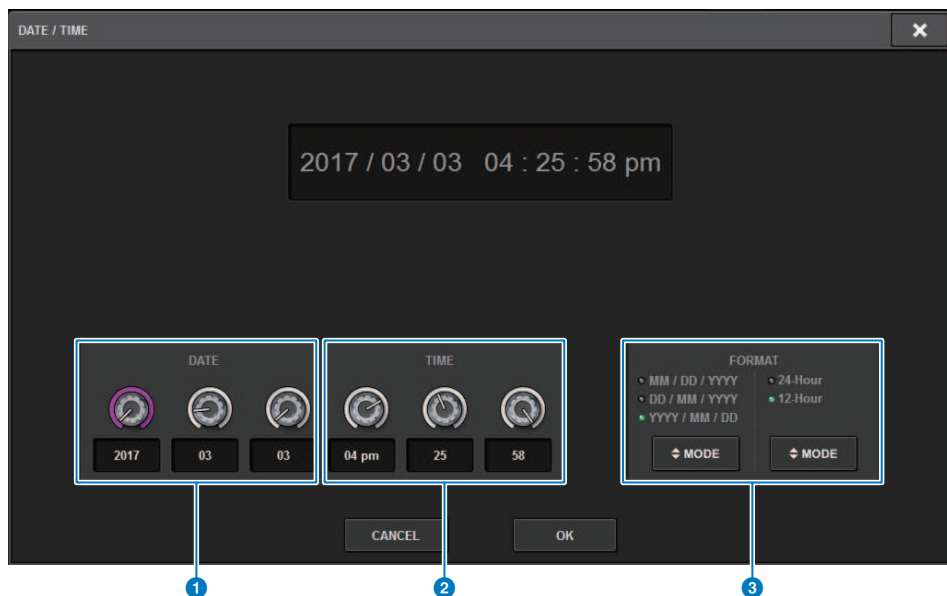 DATE / TIME
2017 / 03 / 03 04 : 25 : 58 pm
DATE
2017 03 03
TIME
04 pm 25 58
FORMAT
MM / DD / YYYY
DD / MM / YYYY
YYYY / MM / DD
MODE
24-Hour
12-Hour
MODE
CANCEL OK
1 2 3